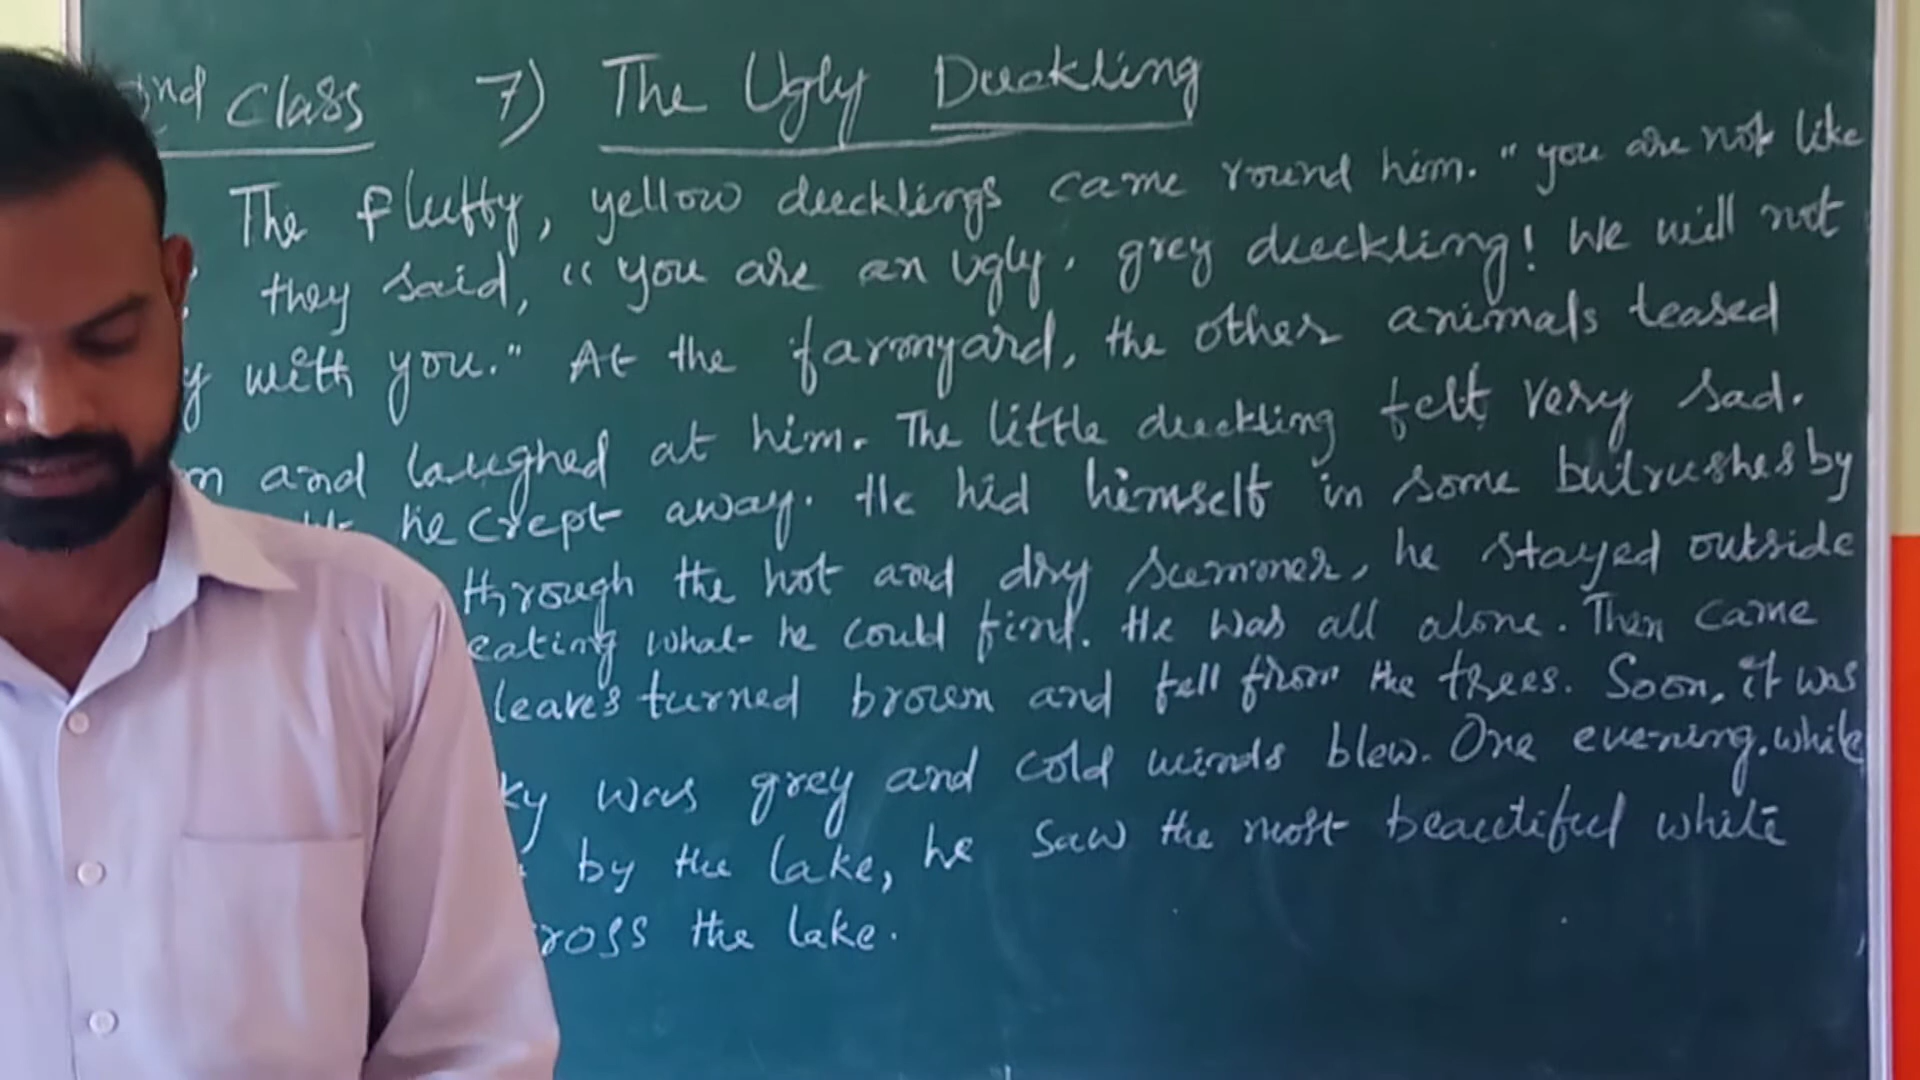 2nd Class 7) The Ugly Duckling
The fluffy, yellow ducklings came round him. "you are not like
they said, "you are an ugly, grey duckling! We will not
with you." At the farmyard, the other animals teased
and laughed at him. The little duckling felt very sad.
he crept away. He hid himself in some bulrushes by
through the hot and dry summer, he stayed outside
eating what he could find. He was all alone. Then came
leaves turned brown and fell from the trees. Soon, it was
ky was grey and cold winds blew. One evening, while
by the lake, he saw the most beautiful white
ross the lake.